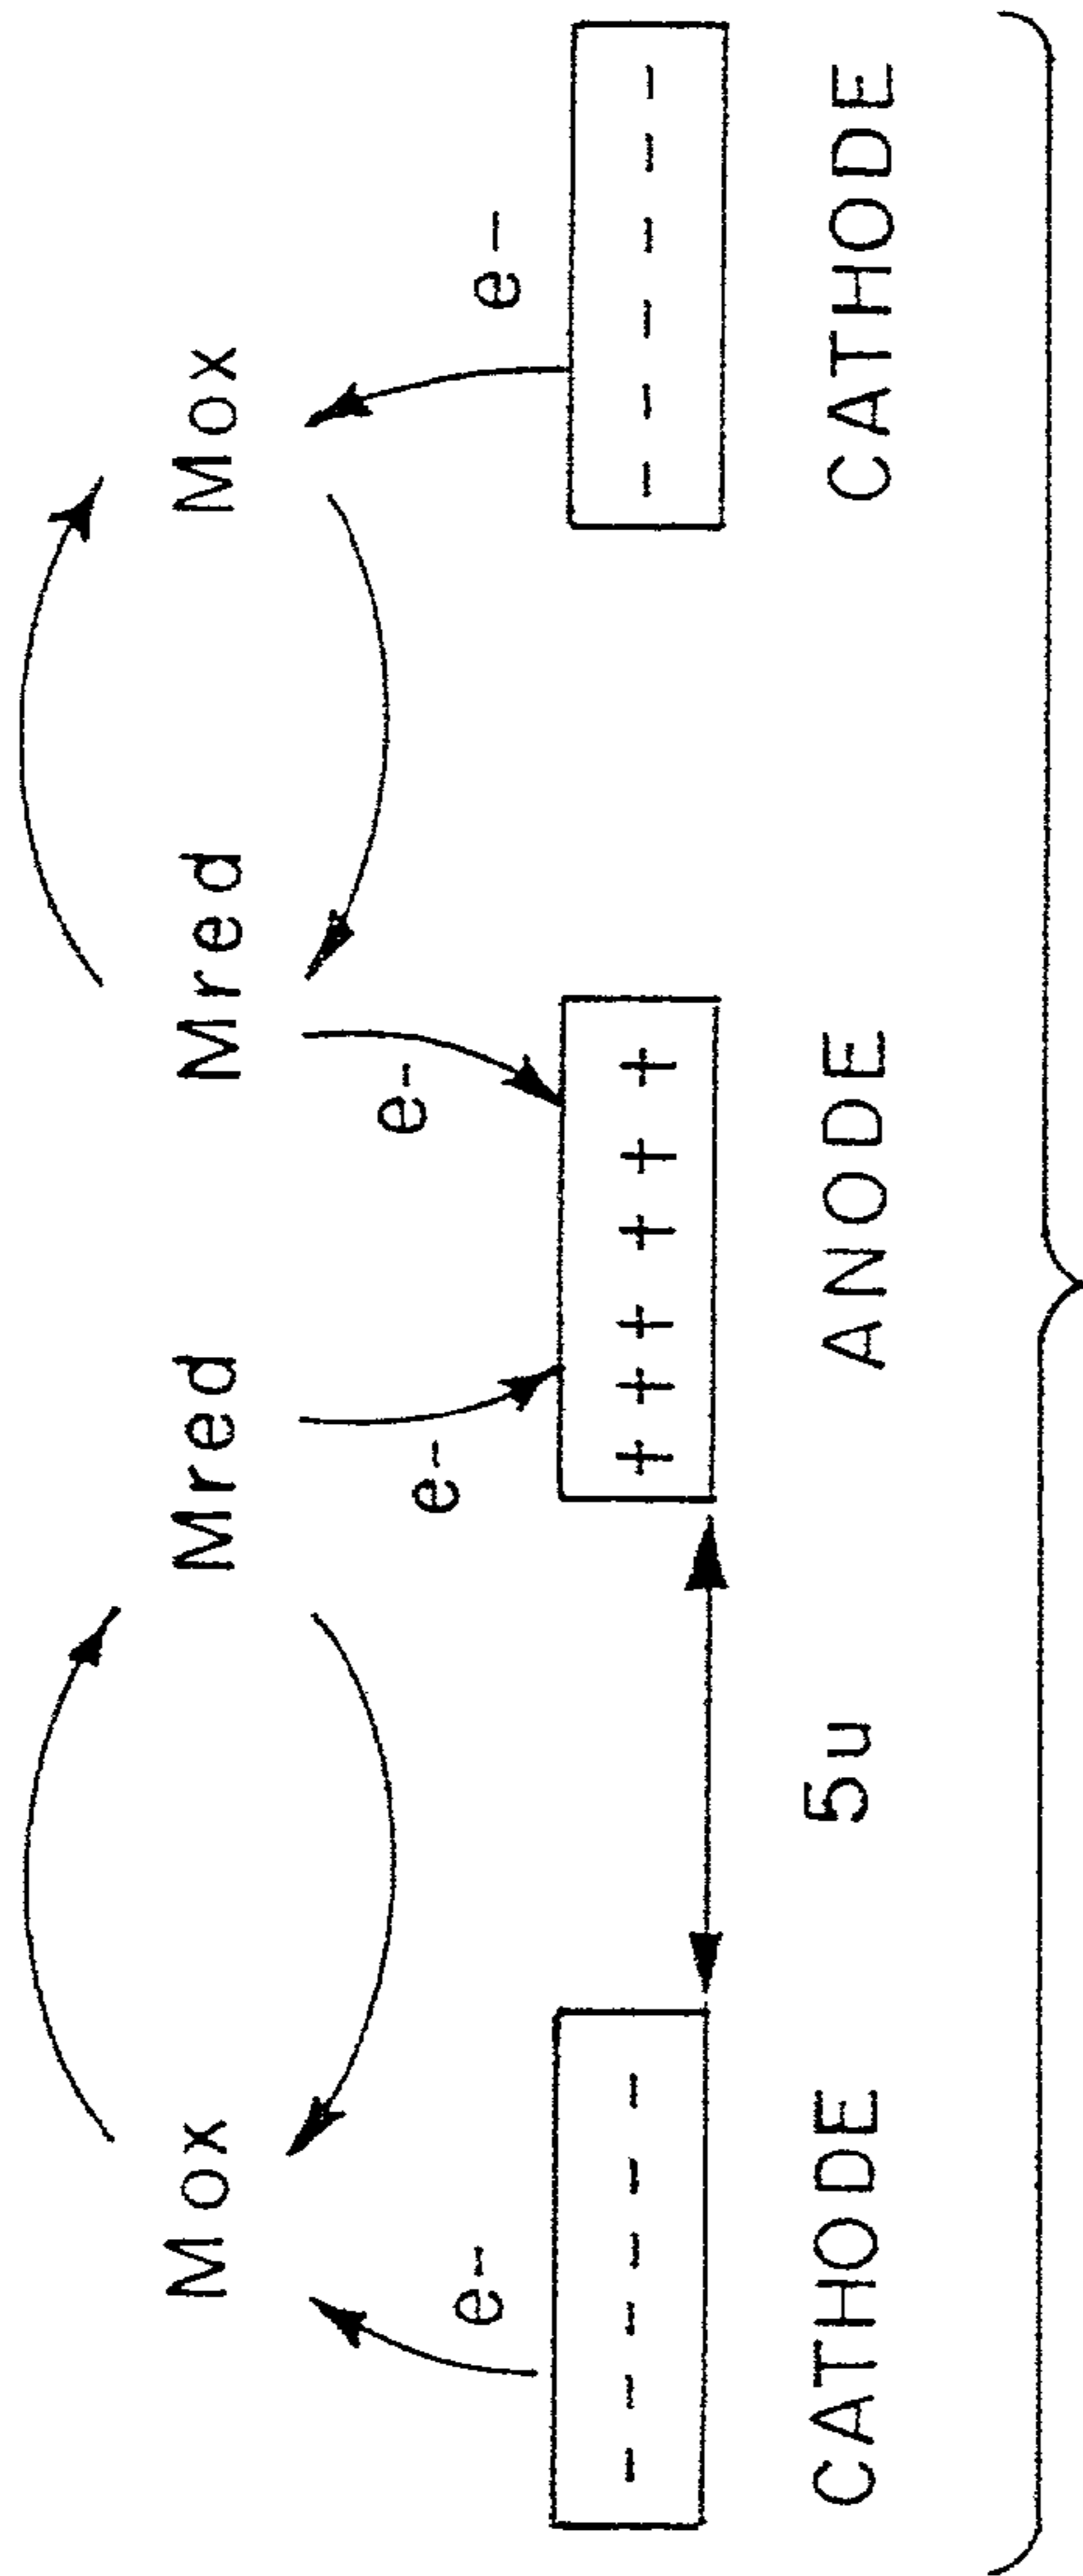 Mox Mred Mred Mox
e- e- e- e-
- - - - - - + + + + + + - - - - - -
CATHODE 5u ANODE CATHODE